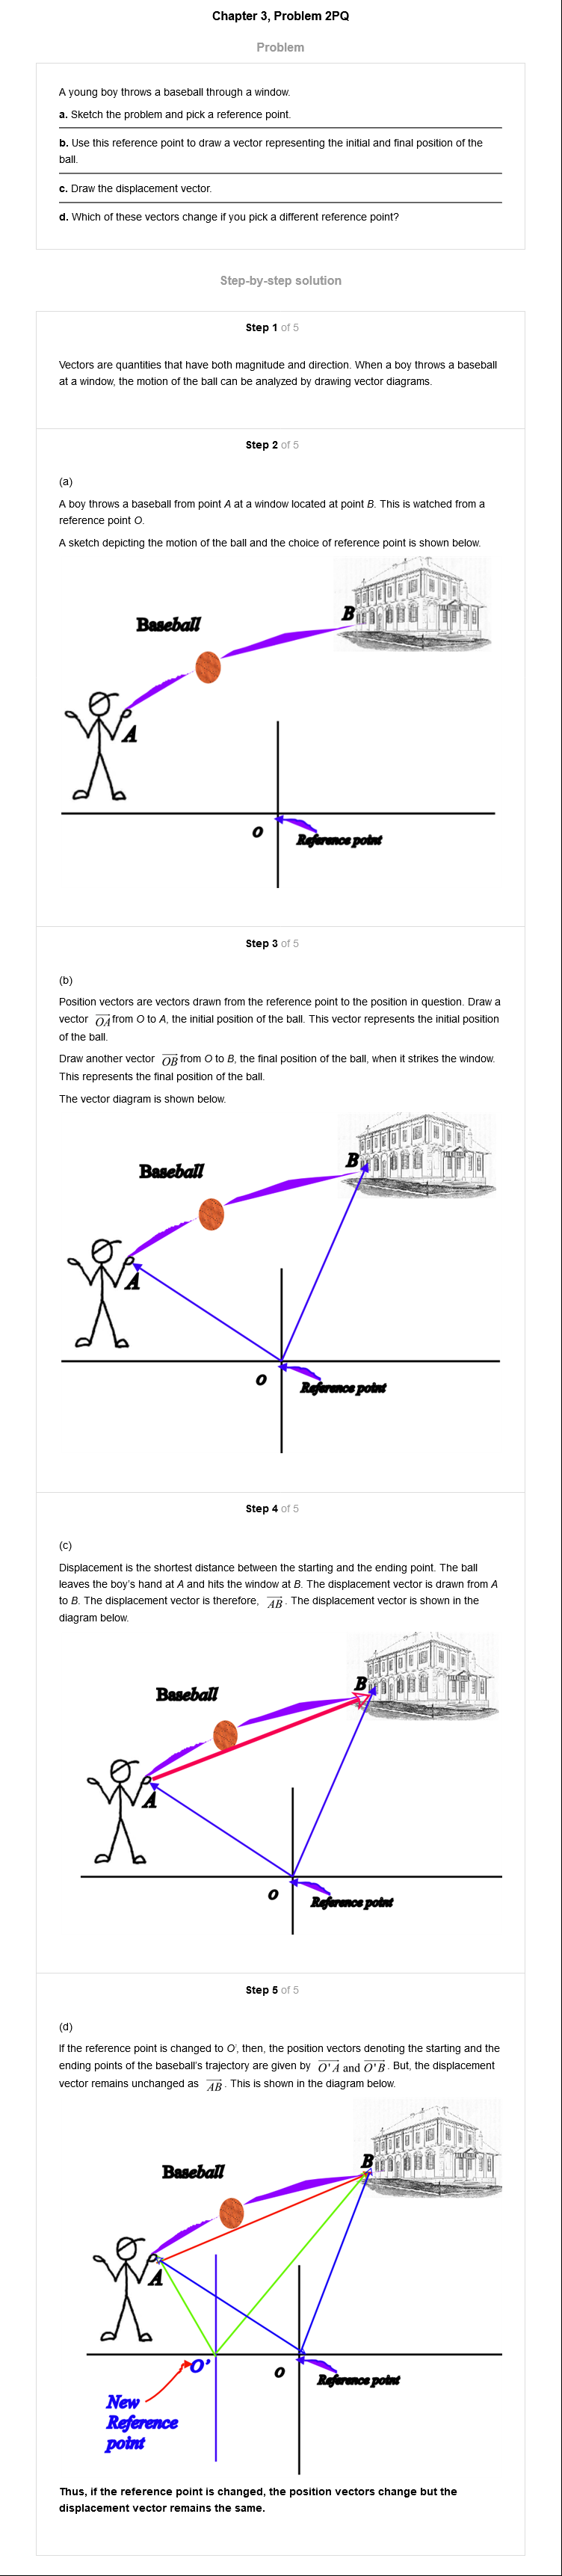 Chapter 3, Problem 2PQ
Problem
A young boy throws a baseball through a window.
a. Sketch the problem and pick a reference point.
b. Use this reference point to draw a vector representing the initial and final position of the
ball.
c. Draw the displacement vector.
d. Which of these vectors change if you pick a different reference point?
Step-by-step solution
Step 1 of 5
Vectors are quantities that have both magnitude and direction. When a boy throws a baseball
at a window, the motion of the ball can be analyzed by drawing vector diagrams.
Step 2 of 5
(a)
A boy throws a baseball from point A at a window located at point B. This is watched from a
reference point O.
A sketch depicting the motion of the ball and the choice of reference point is shown below.
B
Baseball
A
O
Reference point
Step 3 of 5
(b)
Position vectors are vectors drawn from the reference point to the position in question. Draw a
vector OA from O to A, the initial position of the ball. This vector represents the initial position
of the ball.
Draw another vector OB from O to B, the final position of the ball, when it strikes the window.
This represents the final position of the ball.
The vector diagram is shown below.
B
Baseball
A
O
Reference point
Step 4 of 5
(c)
Displacement is the shortest distance between the starting and the ending point. The ball
leaves the boy's hand at A and hits the window at B. The displacement vector is drawn from A
to B. The displacement vector is therefore, AB. The displacement vector is shown in the
diagram below.
B
Baseball
A
O
Reference point
Step 5 of 5
(d)
If the reference point is changed to O', then, the position vectors denoting the starting and the
ending points of the baseball's trajectory are given by O'A and O'B. But, the displacement
vector remains unchanged as AB. This is shown in the diagram below.
B
Baseball
A
O'
O
Reference point
New
Reference
point
Thus, if the reference point is changed, the position vectors change but the
displacement vector remains the same.